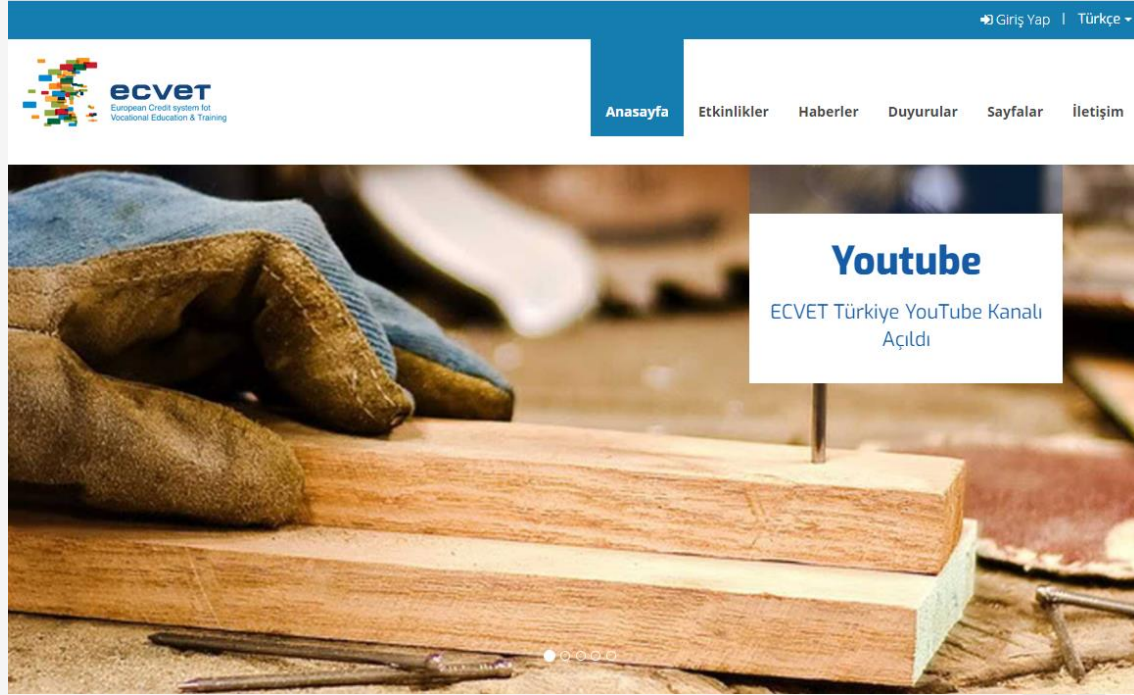 Giriş Yap | Türkçe
ecvet
European Credit system fot
Vocational Education & Training
Anasayfa Etkinlikler Haberler Duyurular Sayfalar İletişim
Youtube
ECVET Türkiye YouTube Kanalı
Açıldı